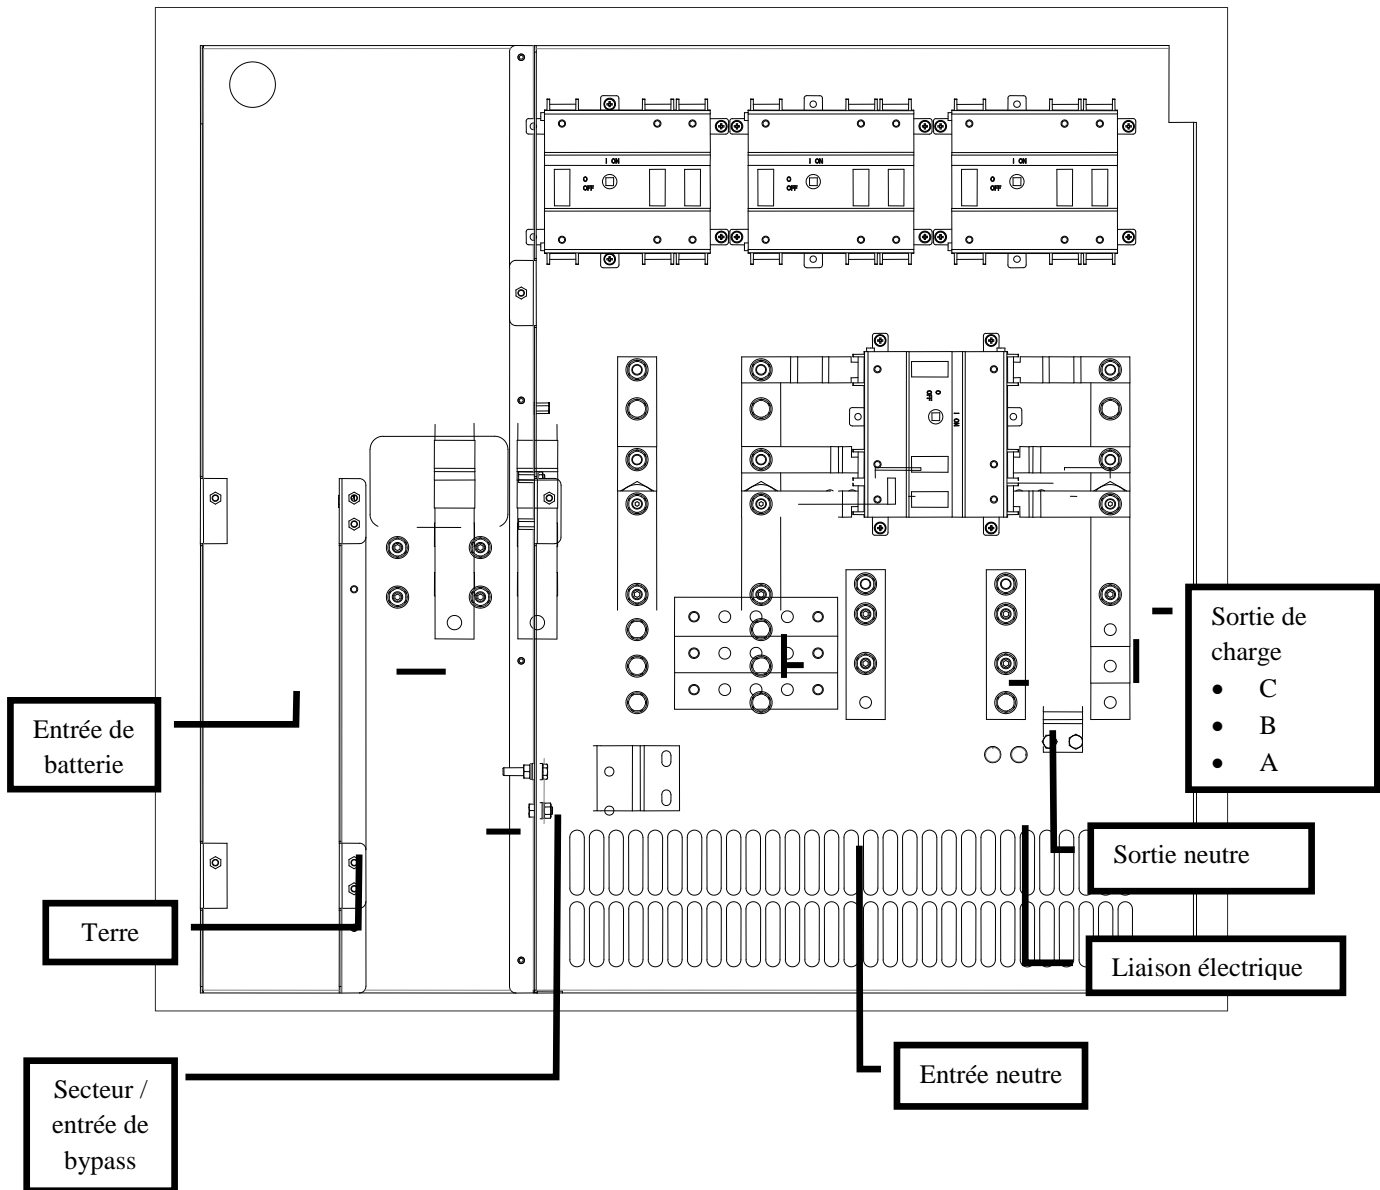 I ON
O
OFF
I ON
O
OFF
I ON
O
OFF
O
OFF
I ON
Sortie de
charge
• C
• B
• A
Entrée de
batterie
Sortie neutre
Terre
Liaison électrique
Secteur /
entrée de
bypass
Entrée neutre